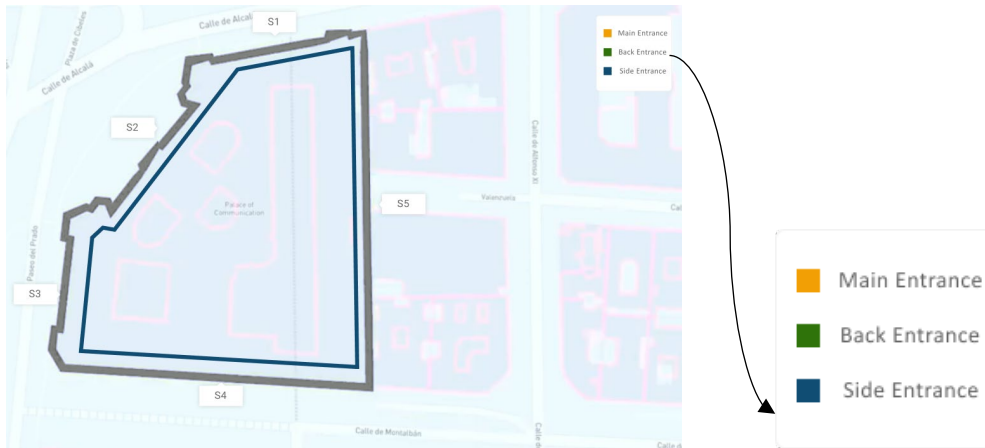 Calle de Alcal
S1
Plaza de Cibeles
Calle de Alcalá
S2
Paseo del Prado
S3
Palace of
Communication
S4
S5
Calle de Alfonso XI
Valenzuela
Cal
Calle de Montalbán
Calle d
Calle d
Main Entrance
Back Entrance
Side Entrance
Main Entrance
Back Entrance
Side Entrance